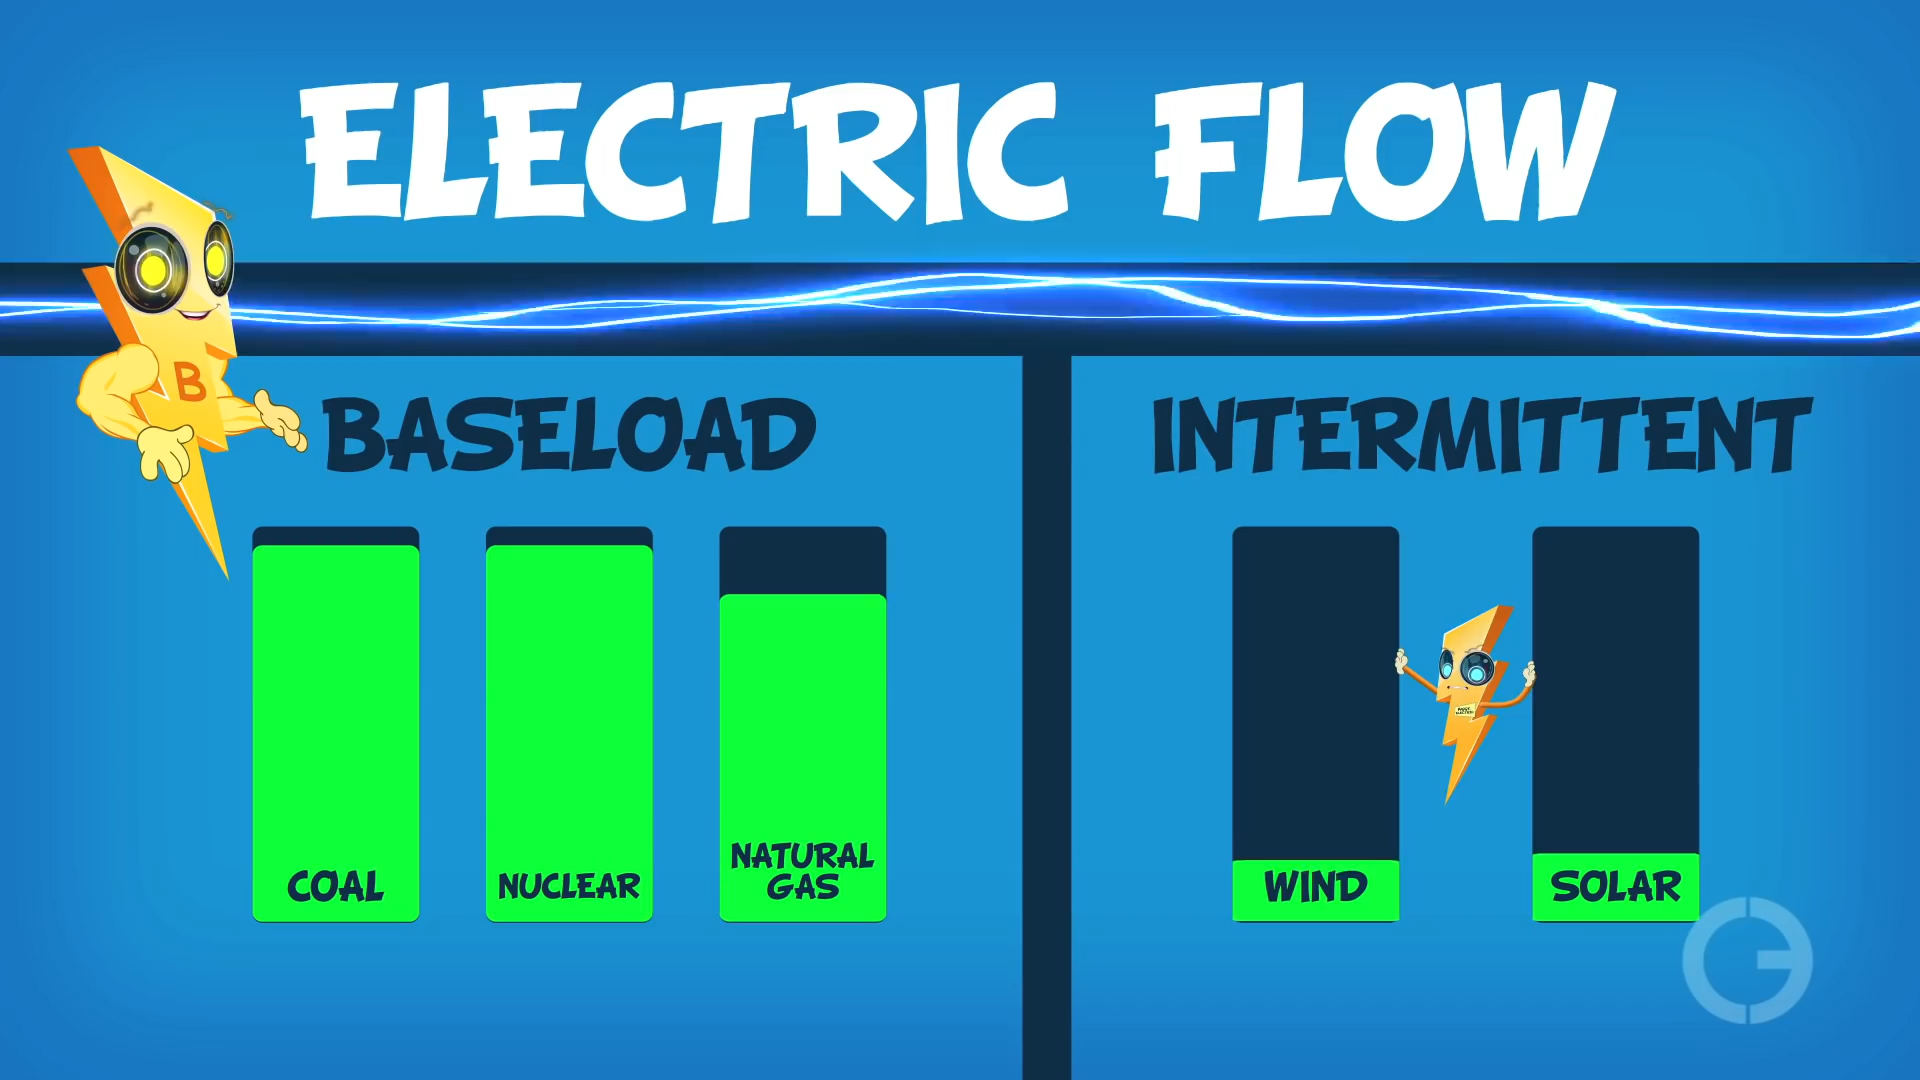 ELECTRIC FLOW
B
BASELOAD
INTERMITTENT
COAL
NUCLEAR
NATURAL
GAS
WIND
SOLAR